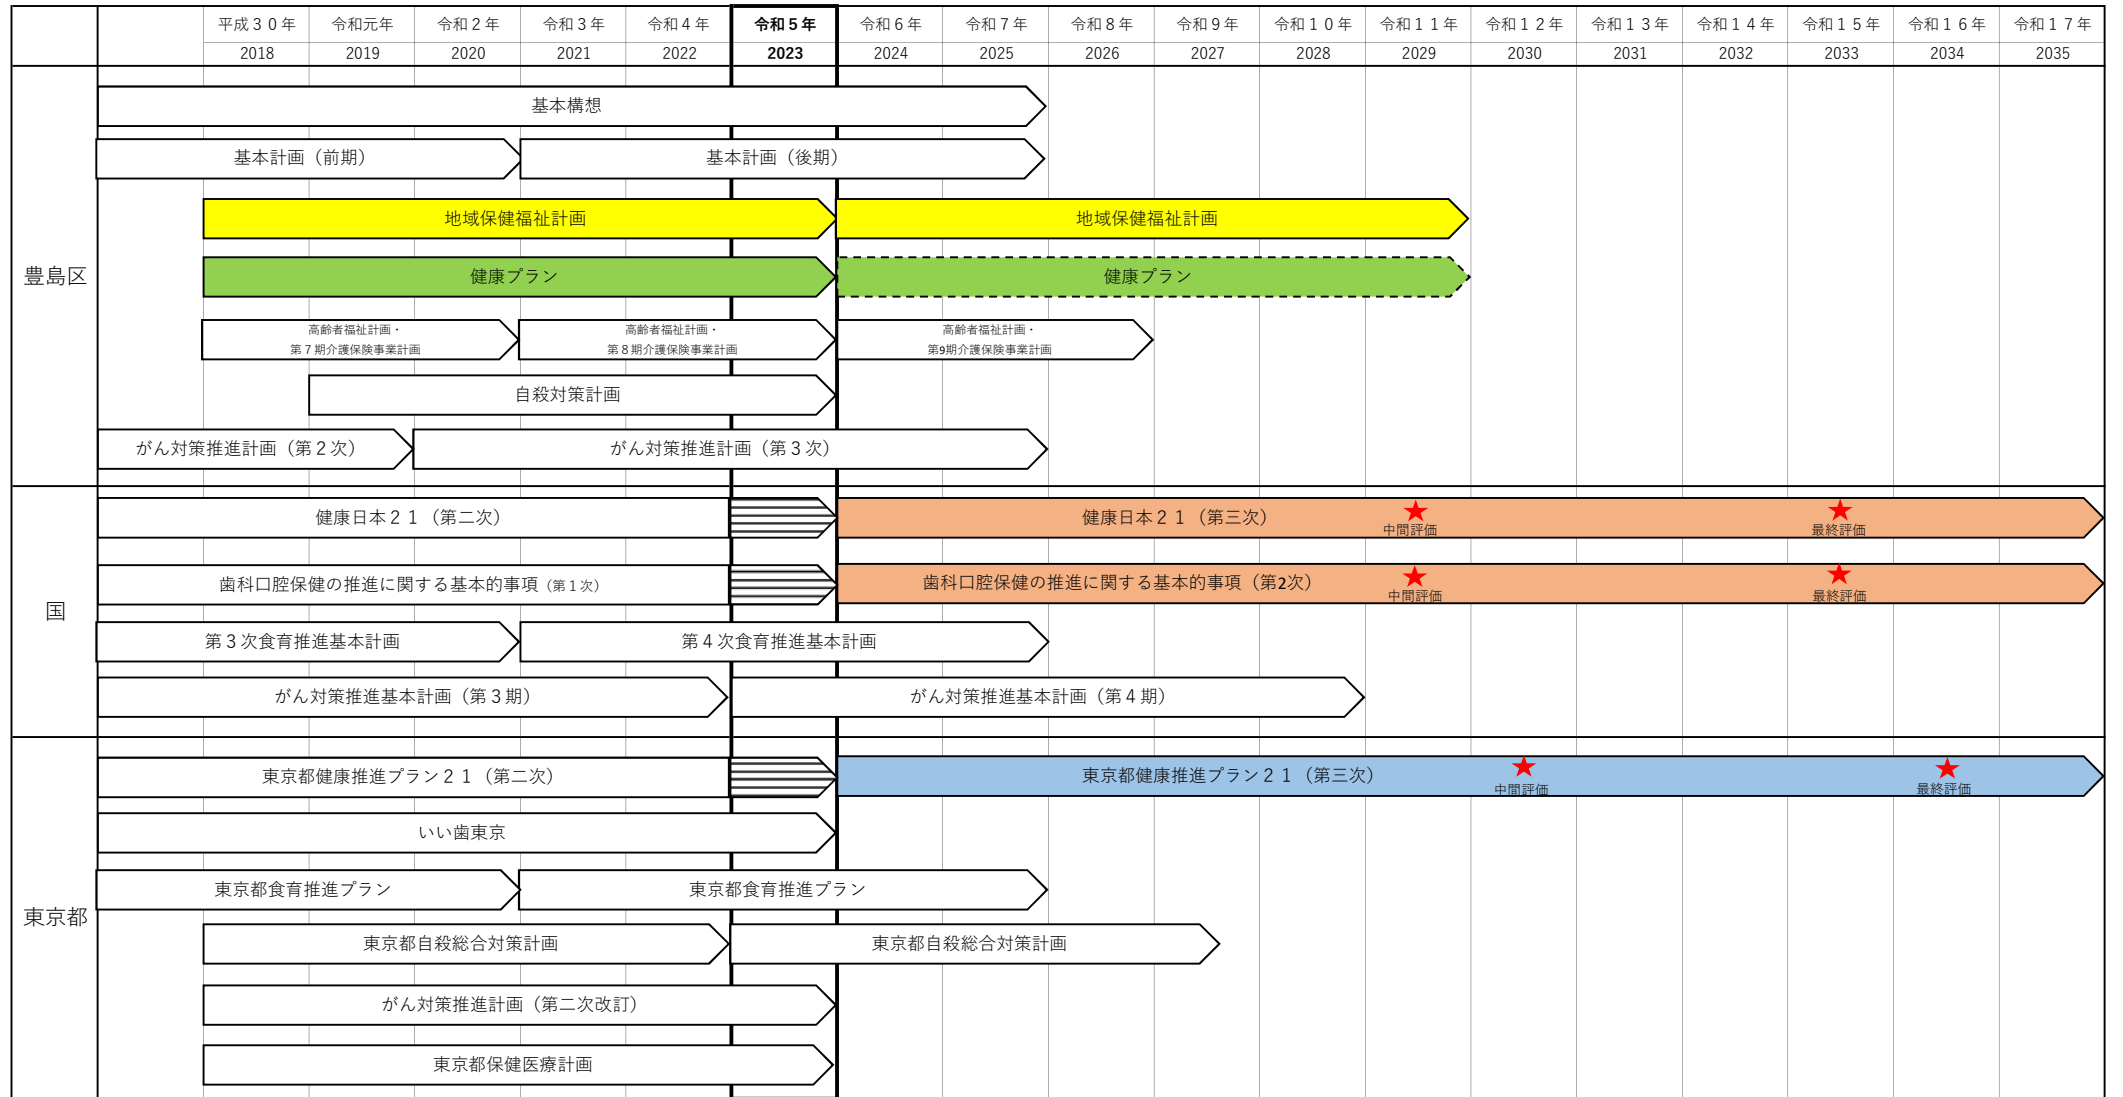 平成３０年 令和元年 令和２年 令和３年 令和４年 令和５年 令和６年 令和７年 令和８年 令和９年 令和１０年 令和１１年 令和１２年 令和１３年 令和１４年 令和１５年 令和１６年 令和１７年
2018 2019 2020 2021 2022 2023 2024 2025 2026 2027 2028 2029 2030 2031 2032 2033 2034 2035
豊島区
基本構想
基本計画（前期） 基本計画（後期）
地域保健福祉計画 地域保健福祉計画
健康プラン 健康プラン
高齢者福祉計画・
第７期介護保険事業計画
高齢者福祉計画・
第８期介護保険事業計画
高齢者福祉計画・
第9期介護保険事業計画
自殺対策計画
がん対策推進計画（第２次） がん対策推進計画（第３次）
国
健康日本２１（第二次） 健康日本２１（第三次）
中間評価 最終評価
歯科口腔保健の推進に関する基本的事項（第１次） 歯科口腔保健の推進に関する基本的事項（第2次）
中間評価 最終評価
第３次食育推進基本計画 第４次食育推進基本計画
がん対策推進基本計画（第３期） がん対策推進基本計画（第４期）
東京都
東京都健康推進プラン２１（第二次） 東京都健康推進プラン２１（第三次）
中間評価 最終評価
いい歯東京
東京都食育推進プラン 東京都食育推進プラン
東京都自殺総合対策計画 東京都自殺総合対策計画
がん対策推進計画（第二次改訂）
東京都保健医療計画